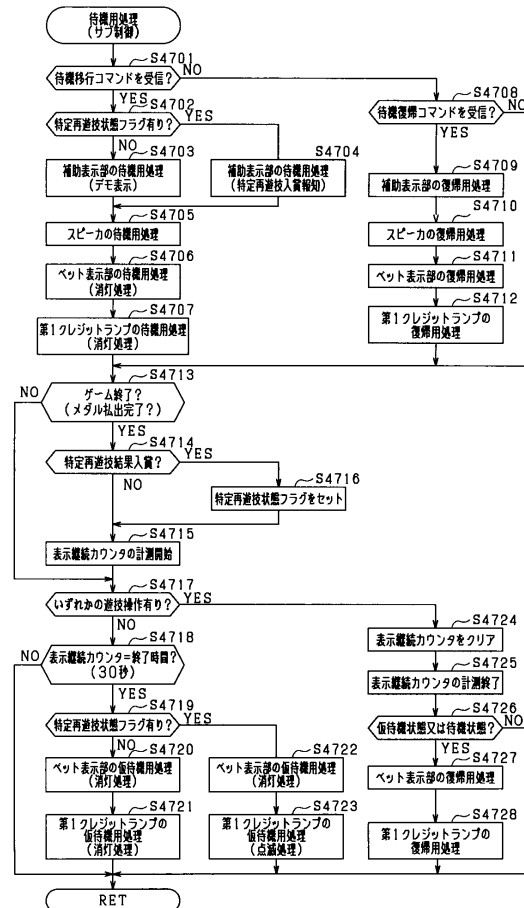 待機用処理
(サブ制御)
S4701
待機移行コマンドを受信?
NO
YES
S4702
特定再遊技状態フラグ有り?
YES
NO
S4703
補助表示部の待機用処理
(デモ表示)
S4704
補助表示部の待機用処理
(特定再遊技入賞報知)
S4705
スピーカの待機用処理
S4706
ベット表示部の待機用処理
(消灯処理)
S4707
第1クレジットランプの待機用処理
(消灯処理)
S4708
待機復帰コマンドを受信?
NO
YES
S4709
補助表示部の復帰用処理
S4710
スピーカの復帰用処理
S4711
ベット表示部の復帰用処理
S4712
第1クレジットランプの
復帰用処理
S4713
NO
ゲーム終了?
(メダル払出完了?)
YES
S4714
特定再遊技結果入賞?
YES
NO
S4716
特定再遊技状態フラグをセット
S4715
表示継続カウンタの計測開始
S4717
いずれかの遊技操作有り?
YES
NO
S4718
NO
表示継続カウンタ=終了時間?
(30秒)
YES
S4719
特定再遊技状態フラグ有り?
YES
NO
S4720
ベット表示部の仮待機用処理
(消灯処理)
S4721
第1クレジットランプの
仮待機用処理
(消灯処理)
S4722
ベット表示部の仮待機用処理
(消灯処理)
S4723
第1クレジットランプの
仮待機用処理
(点滅処理)
S4724
表示継続カウンタをクリア
S4725
表示継続カウンタの計測終了
S4726
仮待機状態又は待機状態?
NO
YES
S4727
ベット表示部の復帰用処理
S4728
第1クレジットランプの
復帰用処理
RET